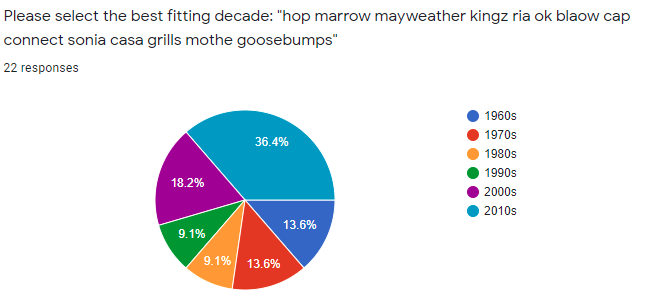 Please select the best fitting decade: "hop marrow mayweather kingz ria ok blaow cap
connect sonia casa grills mothe goosebumps"
22 responses
36.4%
18.2%
9.1%
9.1%
13.6%
13.6%
1960s
1970s
1980s
1990s
2000s
2010s